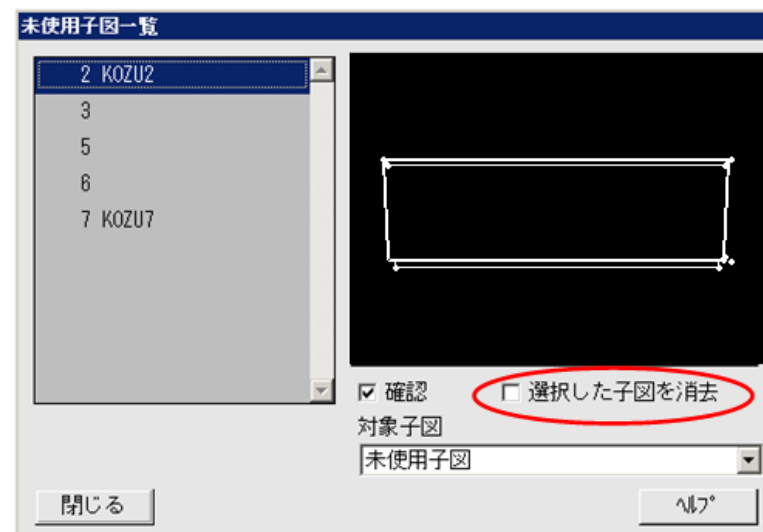 未使用子図一覧
2 KOZU2
3
5
6
7 KOZU7
確認
選択した子図を消去
対象子図
未使用子図
閉じる
ﾍﾙﾌﾟ